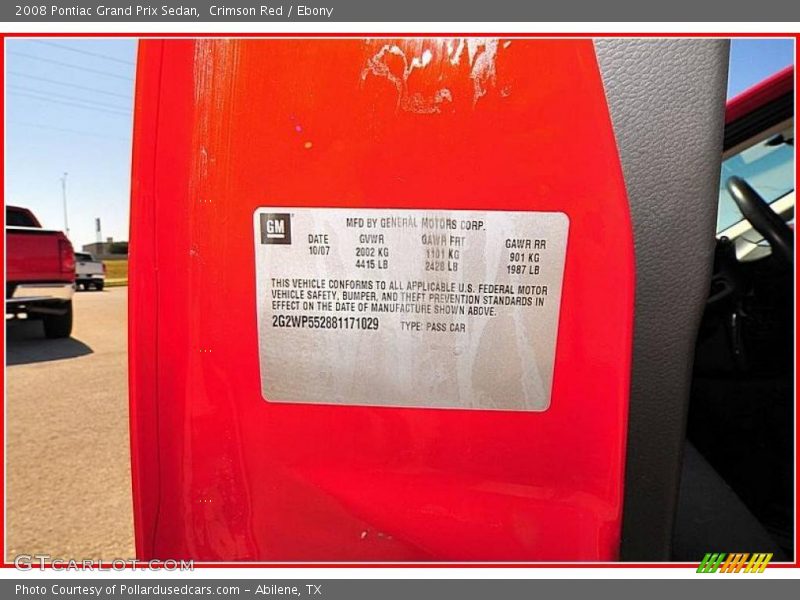 2008 Pontiac Grand Prix Sedan, Crimson Red / Ebony
GM
MFD BY GENERAL MOTORS CORP.
DATE GVWR GAWR FRT GAWR RR
10/07 2002 KG 1101 KG 901 KG
4415 LB 2428 LB 1987 LB
THIS VEHICLE CONFORMS TO ALL APPLICABLE U.S. FEDERAL MOTOR
VEHICLE SAFETY, BUMPER, AND THEFT PREVENTION STANDARDS IN
EFFECT ON THE DATE OF MANUFACTURE SHOWN ABOVE.
2G2WP552881171029 TYPE: PASS CAR
GTCARLOT.COM
Photo Courtesy of Pollardusedcars.com - Abilene, TX